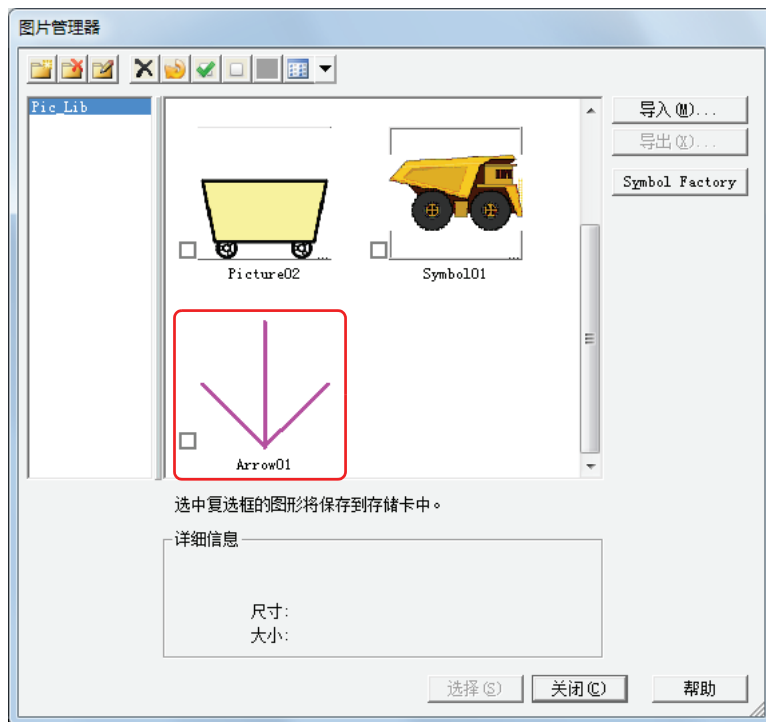 图片管理器
Pic_Lib
导入(M)...
导出(X)...
Symbol Factory
Picture02
Symbol01
Arrow01
选中复选框的图形将保存到存储卡中。
详细信息
尺寸:
大小:
选择(S)
关闭(C)
帮助